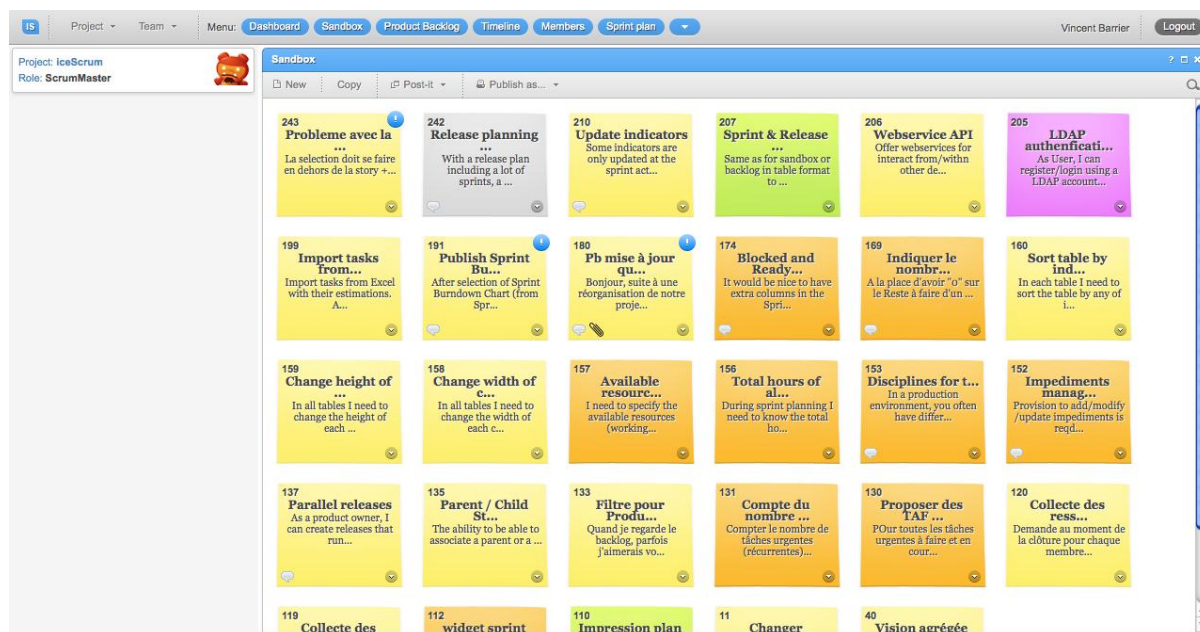 IS Project Team Menu: Dashboard Sandbox Product Backlog Timeline Members Sprint plan Vincent Barrier Logout
Project: iceScrum
Role: ScrumMaster
Sandbox ?
New Copy Post-it Publish as...
243
Probleme avec la
...
La selection doit se faire
en dehors de la story +...
242
Release planning
...
With a release plan
including a lot of
sprints, a ...
210
Update indicators
Some indicators are
only updated at the
sprint act...
207
Sprint & Release
...
Same as for sandbox or
backlog in table format
to ...
206
Webservice API
Offer webservices for
interact from/withn
other de...
205
LDAP
authenficati...
As User, I can
register/login using a
LDAP account...
199
Import tasks
from...
Import tasks from Excel
with their estimations.
A...
191
Publish Sprint
Bu...
After selection of Sprint
Burndown Chart (from
Spr...
180
Pb mise à jour
qu...
Bonjour, suite à une
réorganisation de notre
proje...
174
Blocked and
Ready...
It would be nice to have
extra columns in the
Spri...
169
Indiquer le
nombr...
A la place d'avoir "0" sur
le Reste à faire d'un ...
160
Sort table by
ind...
In each table I need to
sort the table by any of
i...
159
Change height of
...
In all tables I need to
change the height of
each ...
158
Change width of
c...
In all tables I need to
change the width of
each c...
157
Available
resourc...
I need to specify the
available resources
(working...
156
Total hours of
al...
During sprint planning I
need to know the total
ho...
153
Disciplines for t...
In a production
environment, you often
have differ...
152
Impediments
manag...
Provision to add/modify
/update impediments is
reqd...
137
Parallel releases
As a product owner, I
can create releases that
run...
135
Parent / Child
St...
The ability to be able to
associate a parent or a ...
133
Filtre pour
Produ...
Quand je regarde le
backlog, parfois
j'aimerais vo...
131
Compte du
nombre ...
Compter le nombre de
tâches urgentes
(récurrentes)...
130
Proposer des
TAF ...
POur toutes les tâches
urgentes à faire et en
cour...
120
Collecte des
ress...
Demande au moment de
la clôture pour chaque
membre...
119
Collecte des
112
widget sprint
110
Impression plan
11
Changer
40
Vision agrégée